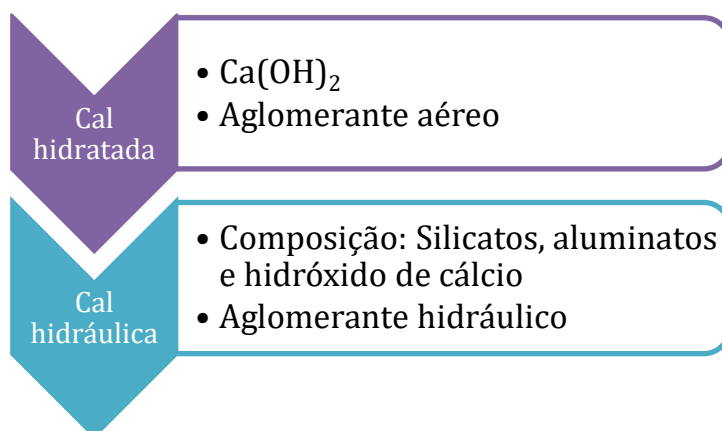 Cal
hidratada
• Ca(OH)₂
• Aglomerante aéreo
Cal
hidráulica
• Composição: Silicatos, aluminatos
e hidróxido de cálcio
• Aglomerante hidráulico